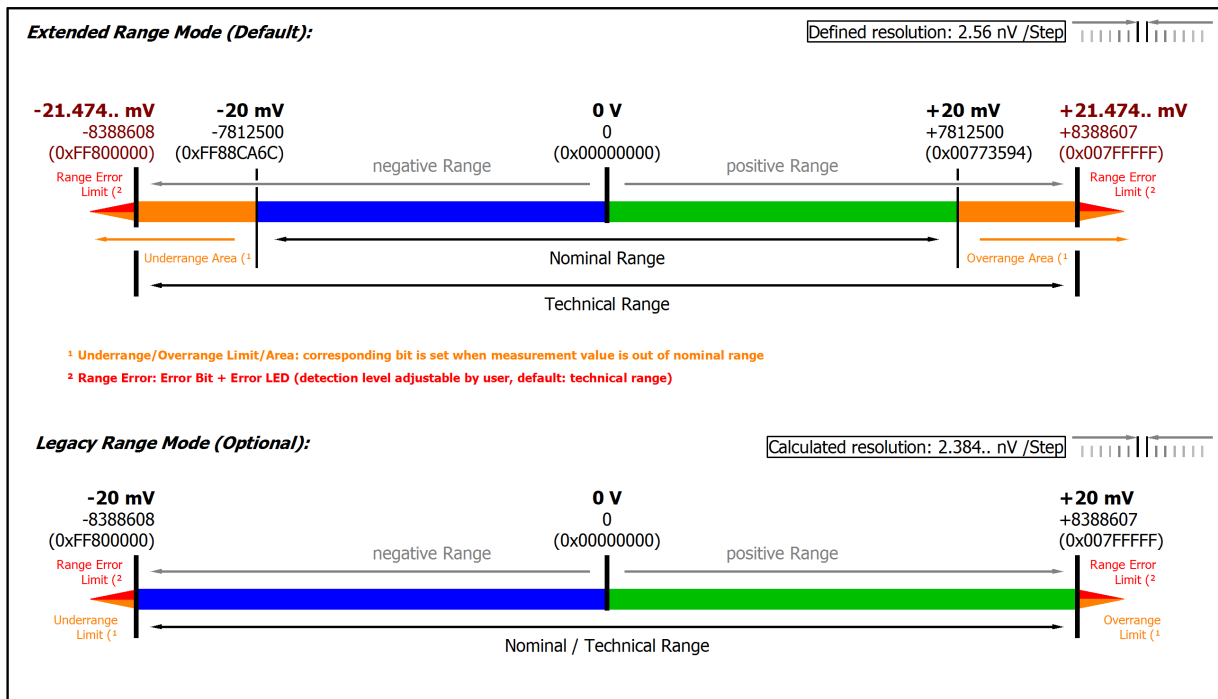 Extended Range Mode (Default):
Defined resolution: 2.56 nV /Step
-21.474.. mV
-8388608
(0xFF800000)
-20 mV
-7812500
(0xFF88CA6C)
0 V
0
(0x00000000)
+20 mV
+7812500
(0x00773594)
+21.474.. mV
+8388607
(0x007FFFFF)
negative Range
positive Range
Range Error
Limit (²
Range Error
Limit (²
Underrange Area (¹
Nominal Range
Overrange Area (¹
Technical Range
¹ Underrange/Overrange Limit/Area: corresponding bit is set when measurement value is out of nominal range
² Range Error: Error Bit + Error LED (detection level adjustable by user, default: technical range)
Legacy Range Mode (Optional):
Calculated resolution: 2.384.. nV /Step
-20 mV
-8388608
(0xFF800000)
0 V
0
(0x00000000)
+20 mV
+8388607
(0x007FFFFF)
negative Range
positive Range
Range Error
Limit (²
Range Error
Limit (²
Underrange
Limit (¹
Overrange
Limit (¹
Nominal / Technical Range